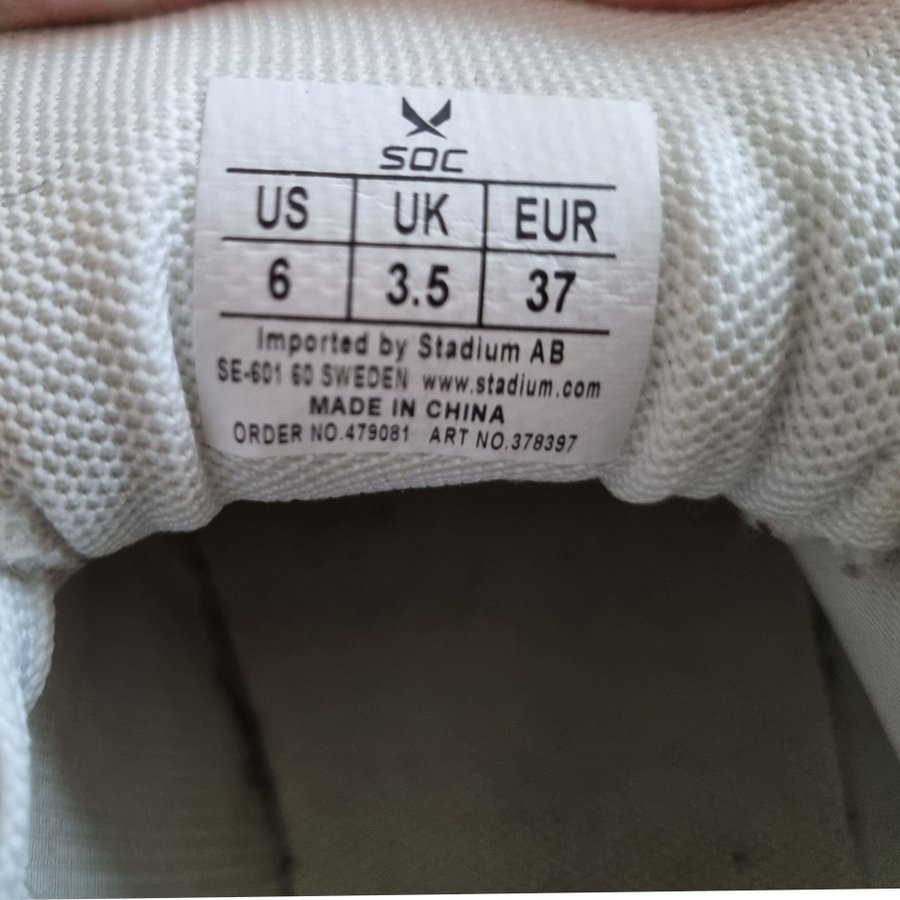 SOC
US UK EUR
6 3.5 37
Imported by Stadium AB
SE-601 60 SWEDEN www.stadium.com
MADE IN CHINA
ORDER NO.479081 ART NO.378397